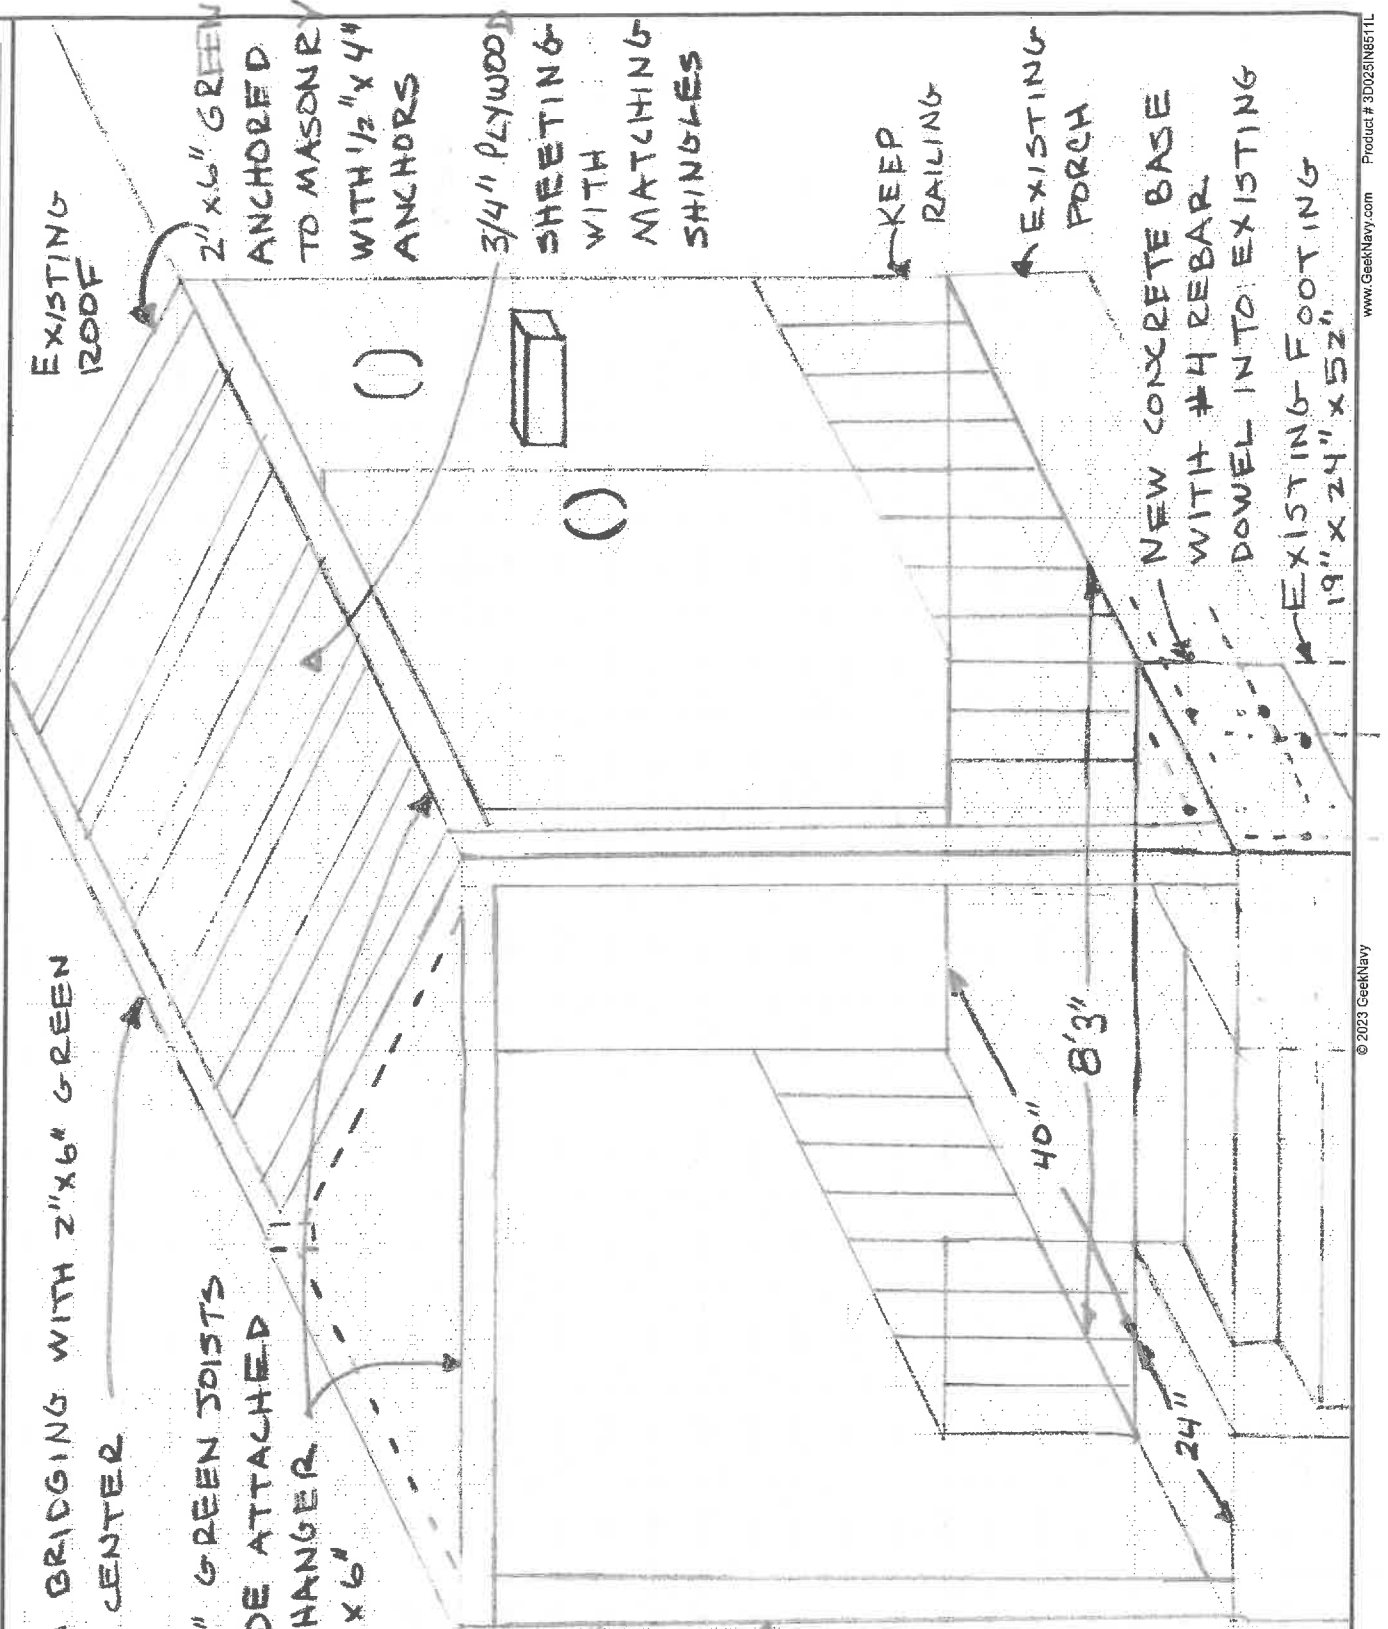 BRIDGING WITH 2"x6" GREEN
CENTER
" GREEN JOISTS
DE ATTACHED
HANGER
x6"
EXISTING
ROOF
2"x6" GREEN
ANCHORED
TO MASONRY
WITH 1/2"x4"
ANCHORS
3/4" PLYWOOD
SHEETING
WITH
MATCHING
SHINGLES
KEEP
RAILING
EXISTING
PORCH
NEW CONCRETE BASE
WITH #4 REBAR
DOWEL INTO EXISTING
EXISTING FOOTING
19" x 24" x 52"
40"
8'3"
24"
© 2023 GeekNavy
www.GeekNavy.com
Product # 3D025IN8511L